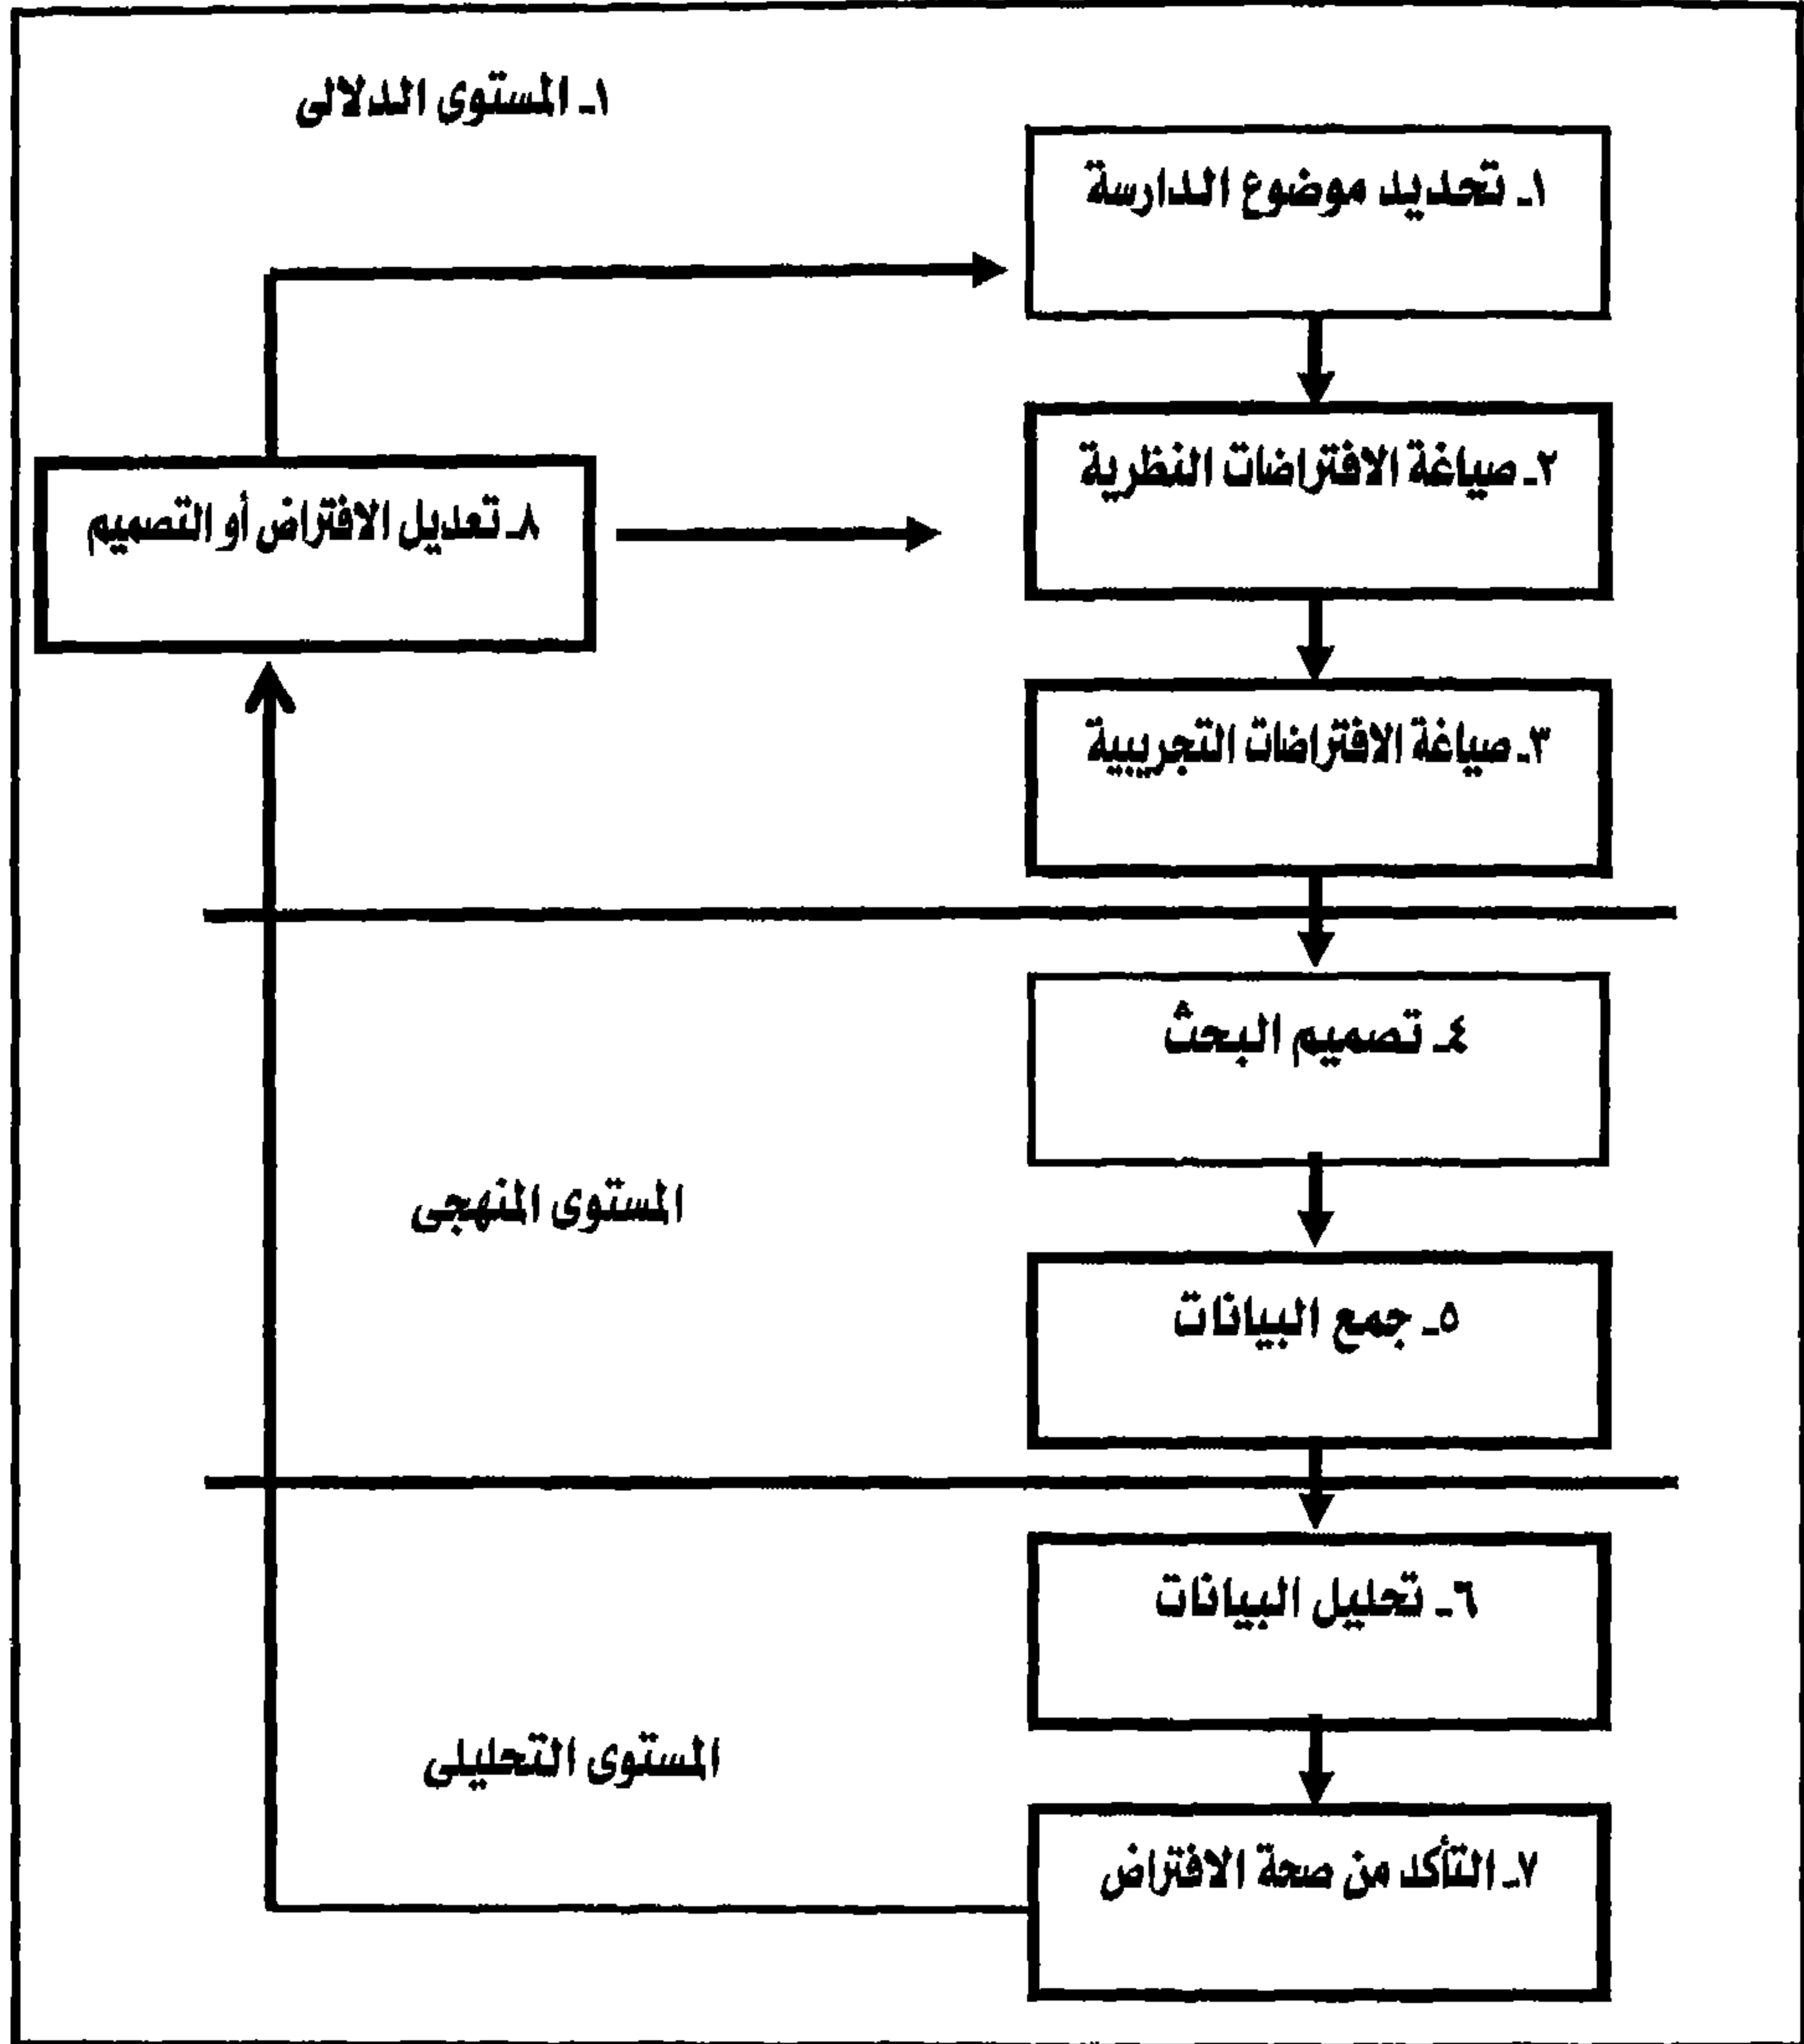 ١ـ المستوى الدلالى
١ـ تحديد موضوع الدارسة
٢ـ صياغة الافتراضات النظرية
٨ـ تعديل الافتراض أو التصميم
٣ـ صياغة الافتراضات التجريبية
٤ـ تصميم البحث
المستوى المنهجى
٥ـ جمع البيانات
٦ـ تحليل البيانات
المستوى التحليلى
٧ـ التأكد من صحة الافتراض